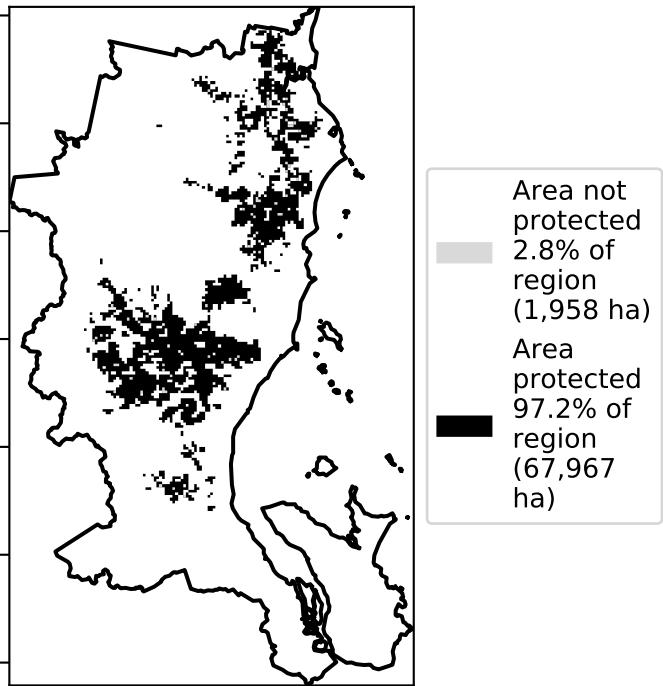 Area not
protected
2.8% of
region
(1,958 ha)
Area
protected
97.2% of
region
(67,967
ha)